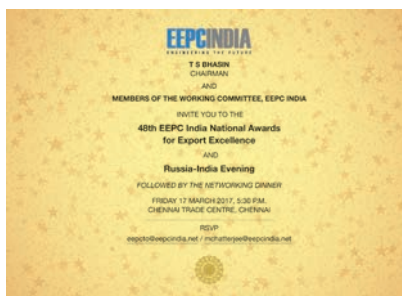 EEPCINDIA
ENGINEERING THE FUTURE
T S BHASIN
CHAIRMAN
AND
MEMBERS OF THE WORKING COMMITTEE, EEPC INDIA
INVITE YOU TO THE
48th EEPC India National Awards
for Export Excellence
AND
Russia-India Evening
FOLLOWED BY THE NETWORKING DINNER
FRIDAY 17 MARCH 2017, 5:30 P.M.
CHENNAI TRADE CENTRE, CHENNAI
RSVP
eepcto@eepcindia.net / mchatterjee@eepcindia.net